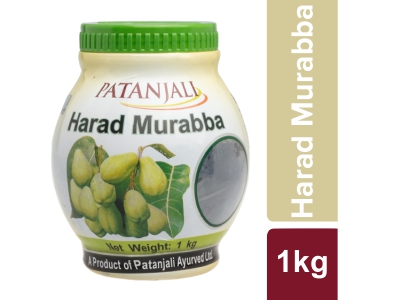 PATANJALI
Harad Murabba
Net Weight: 1 kg
A Product of Patanjali Ayurved Ltd.
Harad Murabba
1kg